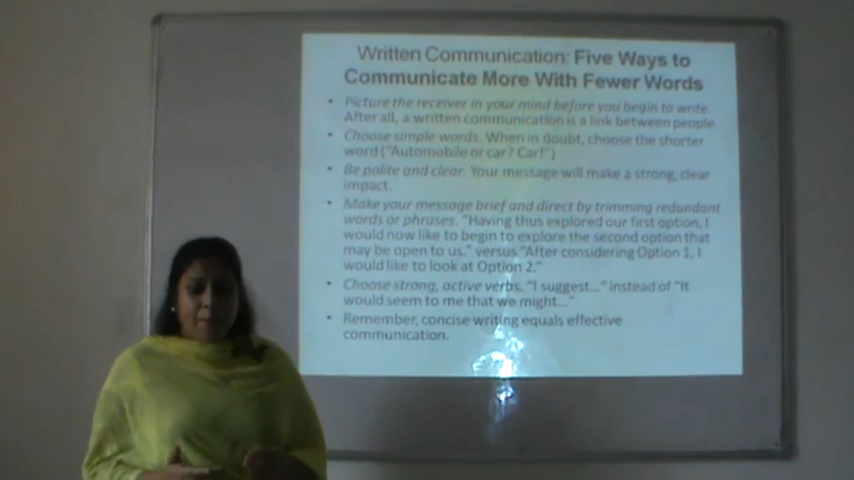 Written Communication: Five Ways to
Communicate More With Fewer Words
• Picture the receiver in your mind before you begin to write.
After all, a written communication is a link between people.
• Choose simple words. When in doubt, choose the shorter
word ("Automobile or car? Car!")
• Be polite and clear. Your message will make a strong, clear
impact.
• Make your message brief and direct by trimming redundant
words or phrases. "Having thus explored our first option, I
would now like to begin to explore the second option that
may be open to us." versus "After considering Option 1, I
would like to look at Option 2."
• Choose strong, active verbs. "I suggest..." instead of "It
would seem to me that we might..."
• Remember, concise writing equals effective
communication.